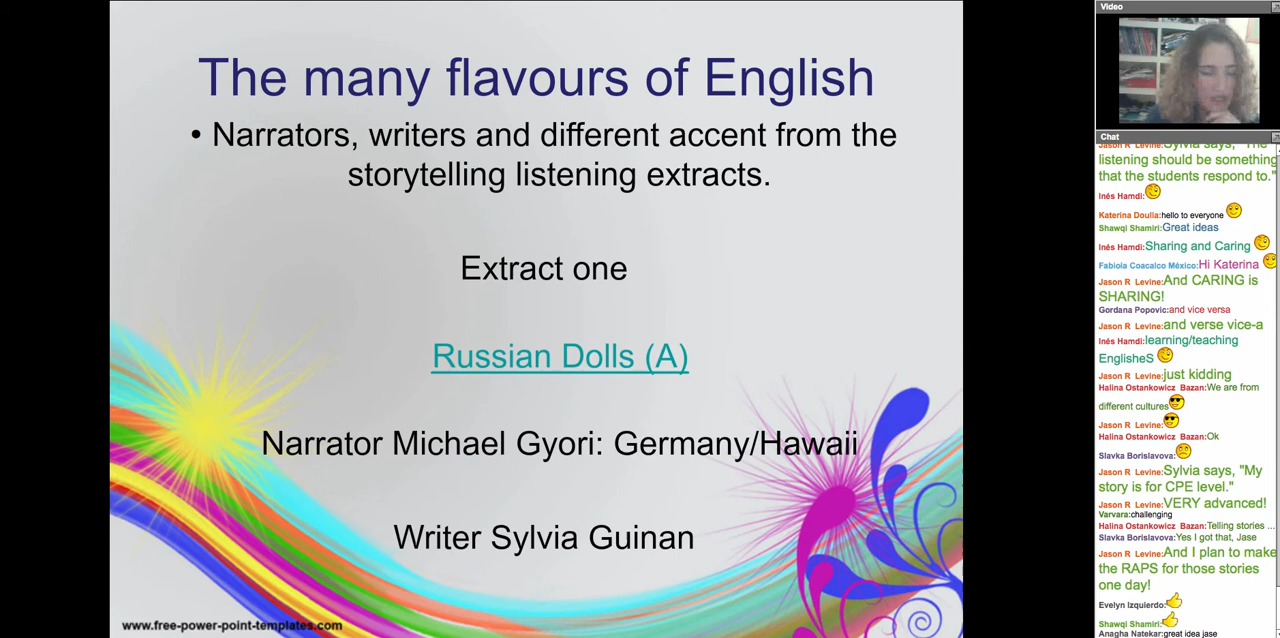 The many flavours of English
• Narrators, writers and different accent from the
storytelling listening extracts.
Extract one
Russian Dolls (A)
Narrator Michael Gyori: Germany/Hawaii
Writer Sylvia Guinan
www.free-power-point-templates.com
Video
Chat
Jason R Levine:Sylvia says, "The
listening should be something
that the students respond to."
Inés Hamdi:
Katerina Doulia:hello to everyone
Shawqi Shamiri:Great ideas
Inés Hamdi:Sharing and Caring
Fabiola Coacalco México:Hi Katerina
Jason R Levine:And CARING is
SHARING!
Gordana Popovic:and vice versa
Jason R Levine:and verse vice-a
Inés Hamdi:learning/teaching
EnglisheS
Jason R Levine:just kidding
Halina Ostankowicz Bazan:We are from
different cultures
Jason R Levine:
Halina Ostankowicz Bazan:Ok
Slavka Borislavova:
Jason R Levine:Sylvia says, "My
story is for CPE level."
Jason R Levine:VERY advanced!
Varvara:challenging
Halina Ostankowicz Bazan:Telling stories ...
Slavka Borislavova:Yes I got that, Jase
Jason R Levine:And I plan to make
the RAPS for those stories
one day!
Evelyn Izquierdo:
Shawqi Shamiri:
Anagha Natekar:great idea jase